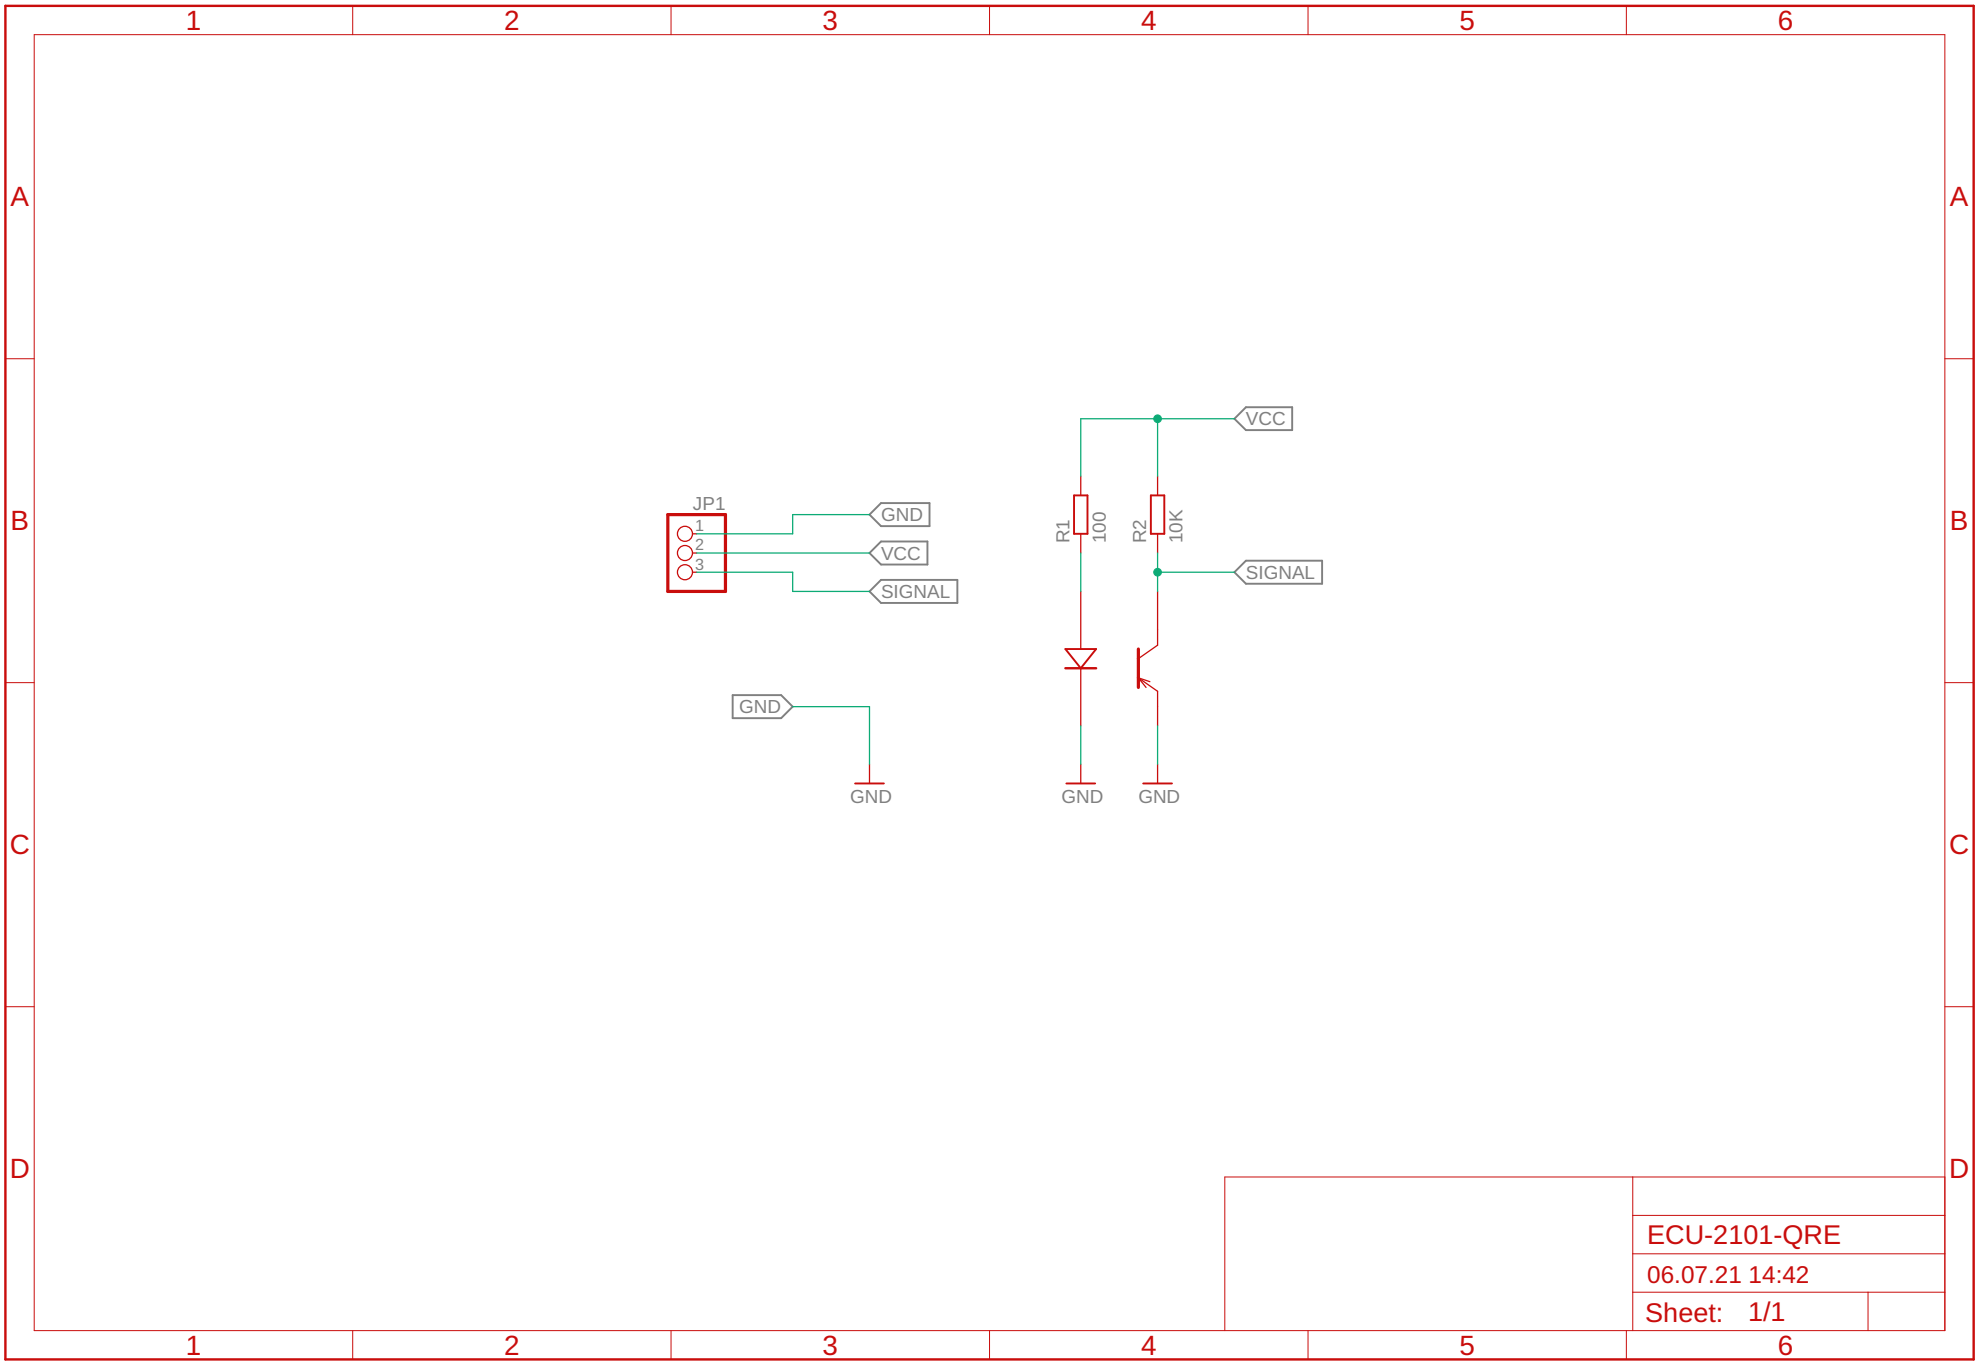 1 2 3 4 5 6
A A
VCC
JP1
1
GND
R1
100
R2
10K
B B
2
VCC
3
SIGNAL
SIGNAL
GND
GND GND GND
C C
D D
ECU-2101-QRE
06.07.21 14:42
Sheet: 1/1
1 2 3 4 5 6